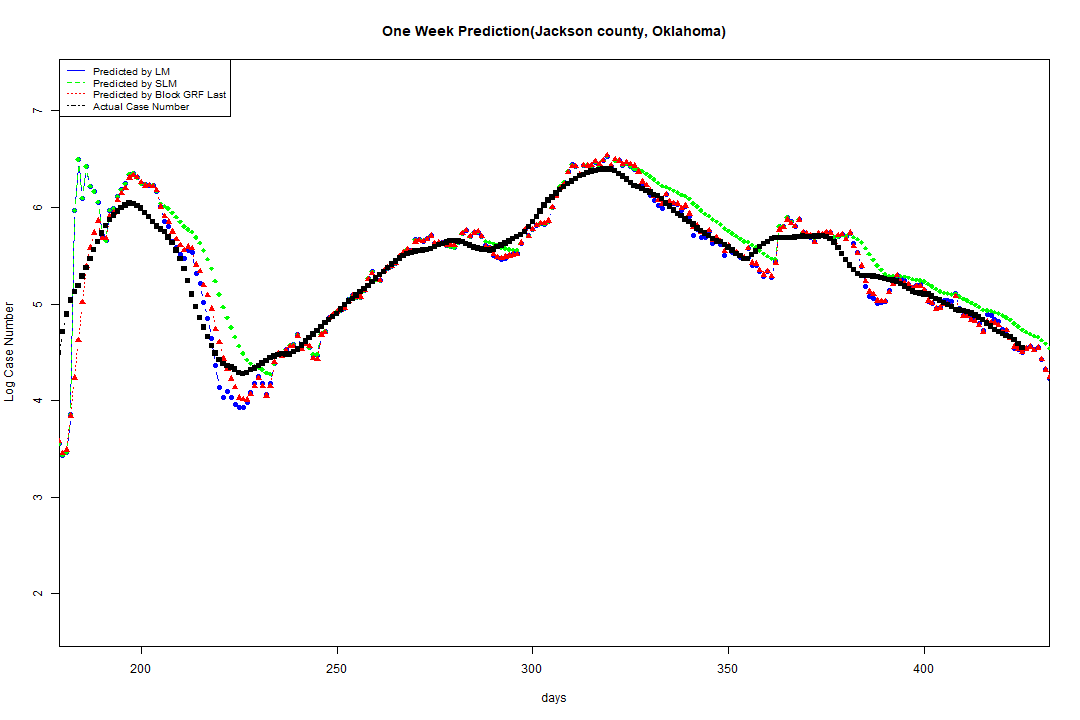 One Week Prediction(Jackson county, Oklahoma)
Predicted by LM
Predicted by SLM
Predicted by Block GRF Last
Actual Case Number
7
6
5
4
3
2
Log Case Number
200 250 300 350 400
days